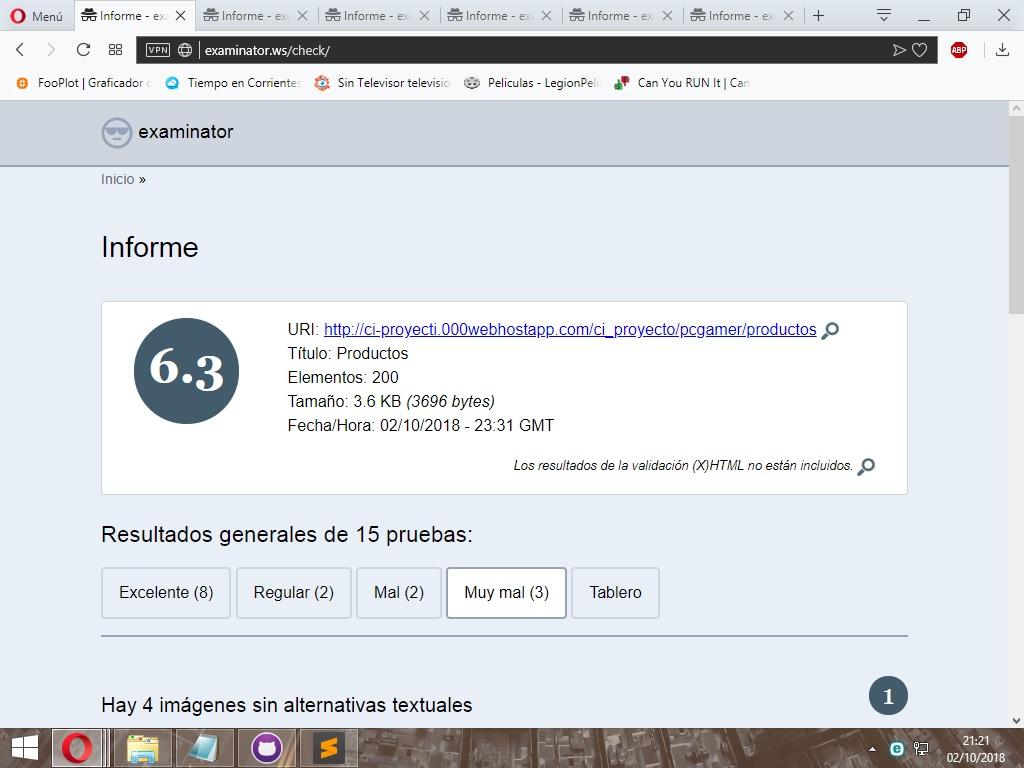 Menú
Informe - ex
Informe - ex
Informe - ex
Informe - ex
Informe - ex
Informe - ex
VPN
examinator.ws/check/
ABP
FooPlot | Graficador
Tiempo en Corrientes
Sin Televisor televisio
Peliculas - LegionPeli
Can You RUN It | Can
examinator
Inicio »
Informe
6.3
URI: http://ci-proyecti.000webhostapp.com/ci_proyecto/pcgamer/productos
Título: Productos
Elementos: 200
Tamaño: 3.6 KB (3696 bytes)
Fecha/Hora: 02/10/2018 - 23:31 GMT
Los resultados de la validación (X)HTML no están incluidos.
Resultados generales de 15 pruebas:
Excelente (8)
Regular (2)
Mal (2)
Muy mal (3)
Tablero
Hay 4 imágenes sin alternativas textuales
1
21:21
02/10/2018